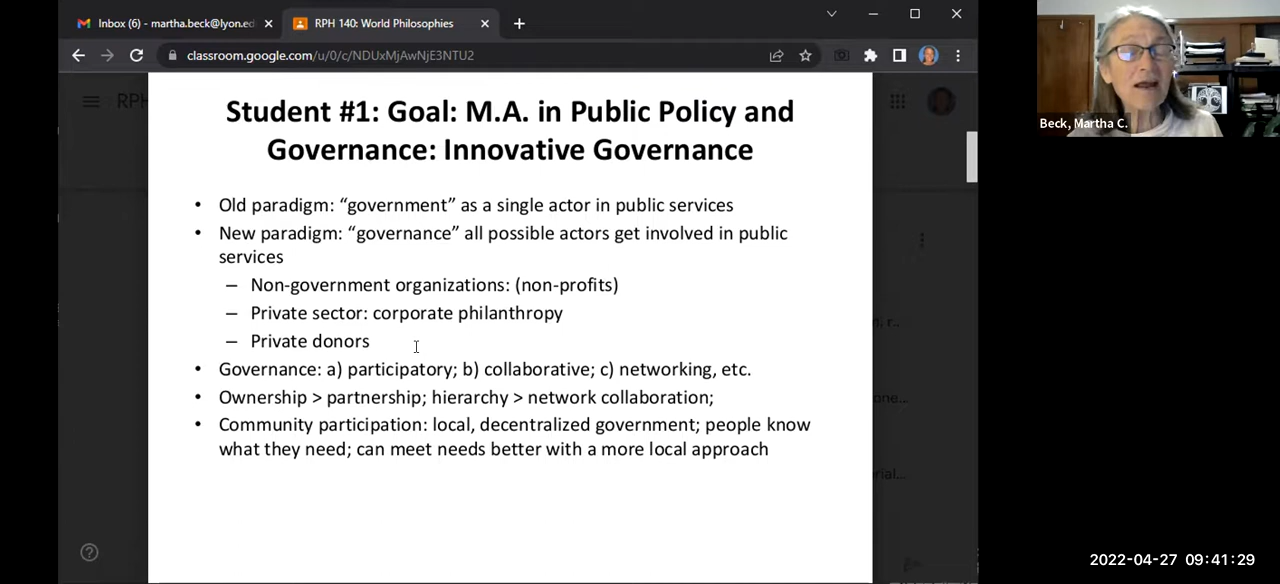 Inbox (6) - martha.beck@lyon.ed
RPH 140: World Philosophies
classroom.google.com/u/0/c/NDUxMjAwNjE3NTU2
RPH
Student #1: Goal: M.A. in Public Policy and
Governance: Innovative Governance
• Old paradigm: “government” as a single actor in public services
• New paradigm: “governance” all possible actors get involved in public
services
– Non-government organizations: (non-profits)
– Private sector: corporate philanthropy
– Private donors
• Governance: a) participatory; b) collaborative; c) networking, etc.
• Ownership > partnership; hierarchy > network collaboration;
• Community participation: local, decentralized government; people know
what they need; can meet needs better with a more local approach
Beck, Martha C.
2022-04-27 09:41:29